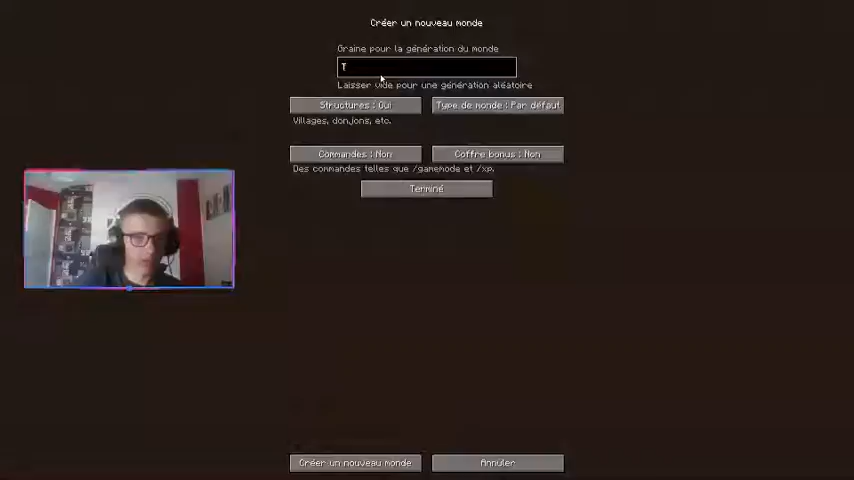 Créer un nouveau monde
Graine pour la génération du monde
T
Laisser vide pour une génération aléatoire
Structures : Oui
Type de monde : Par défaut
Villages, donjons, etc.
Commandes : Non
Coffre bonus : Non
Des commandes telles que /gamemode et /xp.
Terminé
Créer un nouveau monde
Annuler